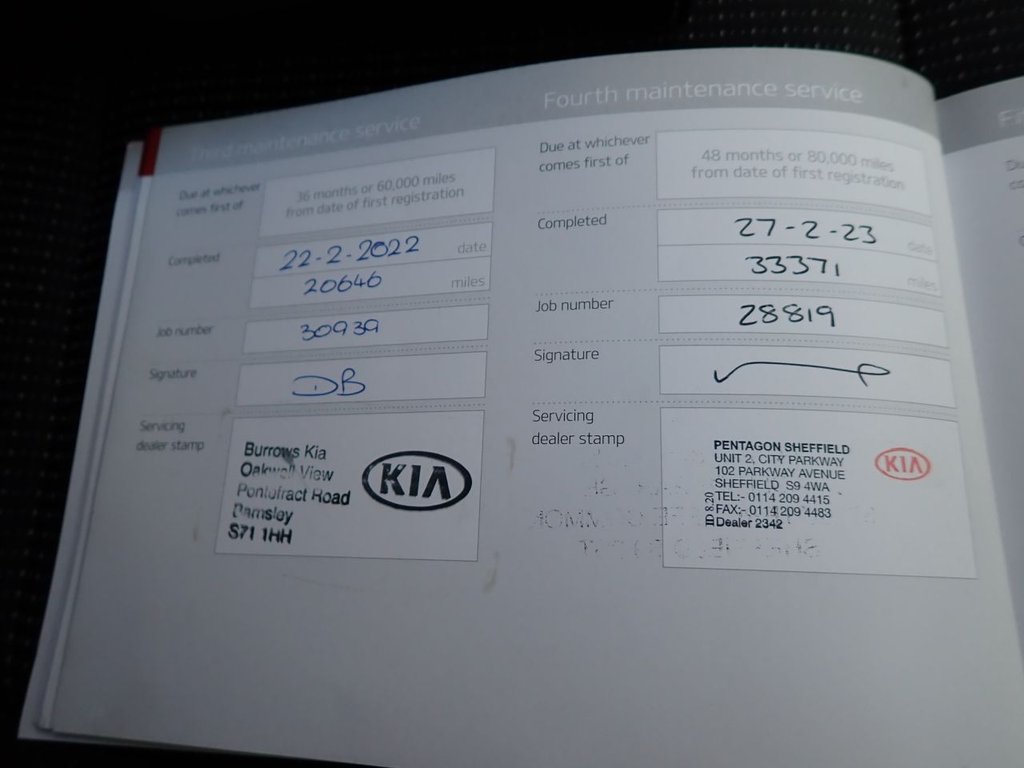 Third maintenance service
Due at whichever
comes first of
36 months or 60,000 miles
from date of first registration
Completed
22-2-2022 date
20646 miles
Job number
30939
Signature
DB
Servicing
dealer stamp
Burrows Kia
Oakwell View
Pontefract Road
Barnsley
S71 1HH
KIA
Fourth maintenance service
Due at whichever
comes first of
48 months or 80,000 miles
from date of first registration
Completed
27-2-23 date
33371 miles
Job number
28819
Signature
Servicing
dealer stamp
PENTAGON SHEFFIELD
UNIT 2, CITY PARKWAY
102 PARKWAY AVENUE
SHEFFIELD S9 4WA
TEL:- 0114 209 4415
FAX:- 0114 209 4483
Dealer 2342
ID 8.20
KIA